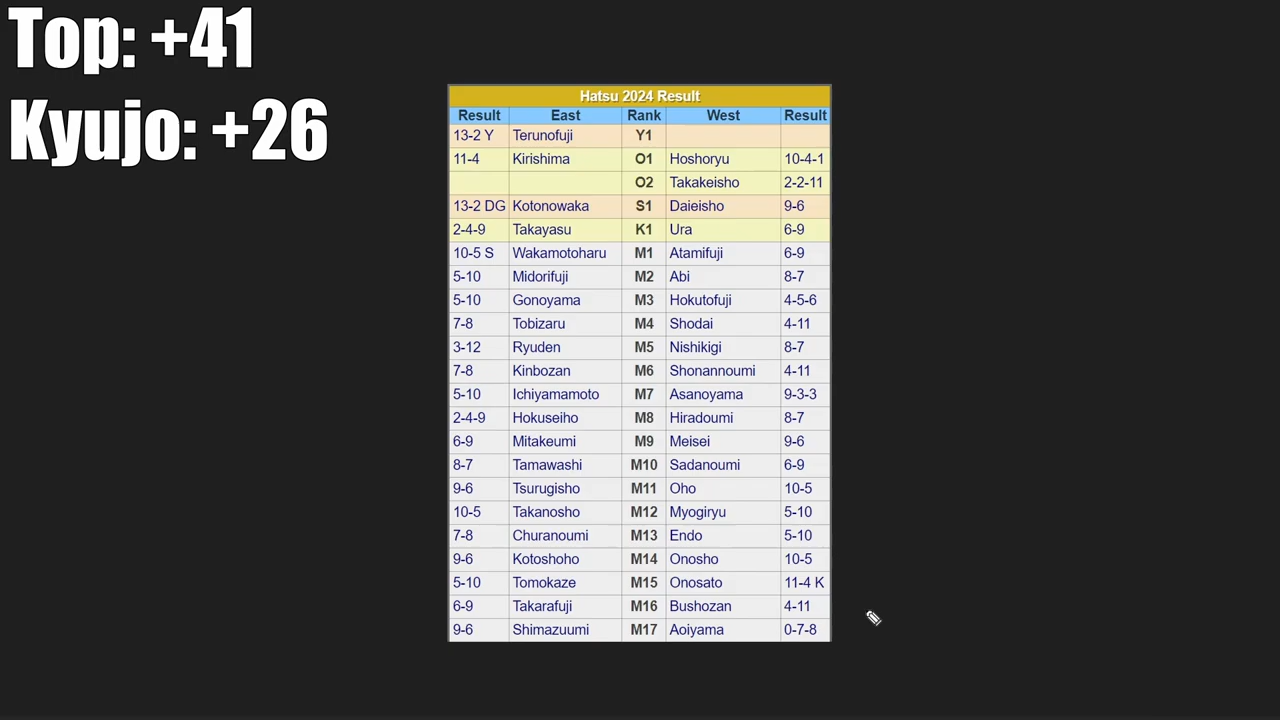 Top: +41
Kyujo: +26
Hatsu 2024 Result
Result East Rank West Result
13-2 Y Terunofuji Y1
11-4 Kirishima O1 Hoshoryu 10-4-1
O2 Takakeisho 2-2-11
13-2 DG Kotonowaka S1 Daieisho 9-6
2-4-9 Takayasu K1 Ura 6-9
10-5 S Wakamotoharu M1 Atamifuji 6-9
5-10 Midorifuji M2 Abi 8-7
5-10 Gonoyama M3 Hokutofuji 4-5-6
7-8 Tobizaru M4 Shodai 4-11
3-12 Ryuden M5 Nishikigi 8-7
7-8 Kinbozan M6 Shonannoumi 4-11
5-10 Ichiyamamoto M7 Asanoyama 9-3-3
2-4-9 Hokuseiho M8 Hiradoumi 8-7
6-9 Mitakeumi M9 Meisei 9-6
8-7 Tamawashi M10 Sadanoumi 6-9
9-6 Tsurugisho M11 Oho 10-5
10-5 Takanosho M12 Myogiryu 5-10
7-8 Churanoumi M13 Endo 5-10
9-6 Kotoshoho M14 Onosho 10-5
5-10 Tomokaze M15 Onosato 11-4 K
6-9 Takarafuji M16 Bushozan 4-11
9-6 Shimazuumi M17 Aoiyama 0-7-8